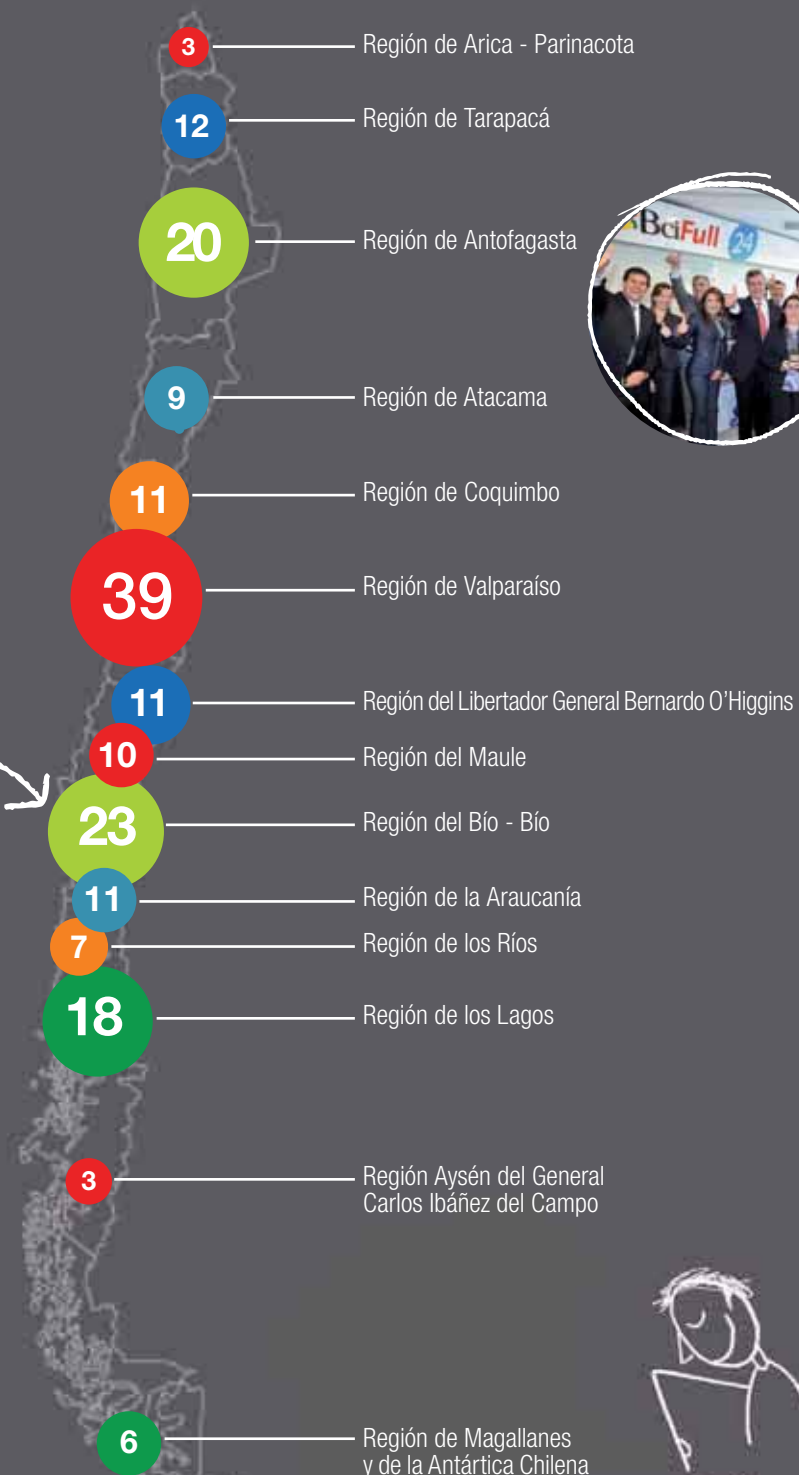 3 Región de Arica - Parinacota
12 Región de Tarapacá
20 Región de Antofagasta
BciFull 24
9 Región de Atacama
11 Región de Coquimbo
39 Región de Valparaíso
11 Región del Libertador General Bernardo O’Higgins
10 Región del Maule
23 Región del Bío - Bío
11 Región de la Araucanía
7 Región de los Ríos
18 Región de los Lagos
3 Región Aysén del General
Carlos Ibáñez del Campo
6 Región de Magallanes
y de la Antártica Chilena